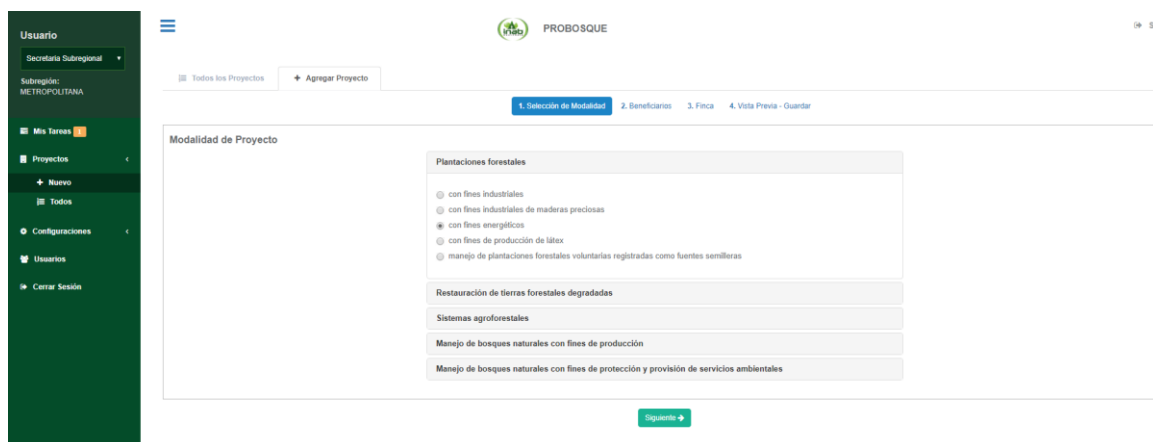 Usuario
Secretaria Subregional
Subregión:
METROPOLITANA
Mis Tareas 1
Proyectos
+ Nuevo
Todos
Configuraciones
Usuarios
Cerrar Sesión
inab PROBOSQUE
Todos los Proyectos + Agregar Proyecto
1. Selección de Modalidad 2. Beneficiarios 3. Finca 4. Vista Previa - Guardar
Modalidad de Proyecto
Plantaciones forestales
con fines industriales
con fines industriales de maderas preciosas
con fines energéticos
con fines de producción de látex
manejo de plantaciones forestales voluntarias registradas como fuentes semilleras
Restauración de tierras forestales degradadas
Sistemas agroforestales
Manejo de bosques naturales con fines de producción
Manejo de bosques naturales con fines de protección y provisión de servicios ambientales
Siguiente